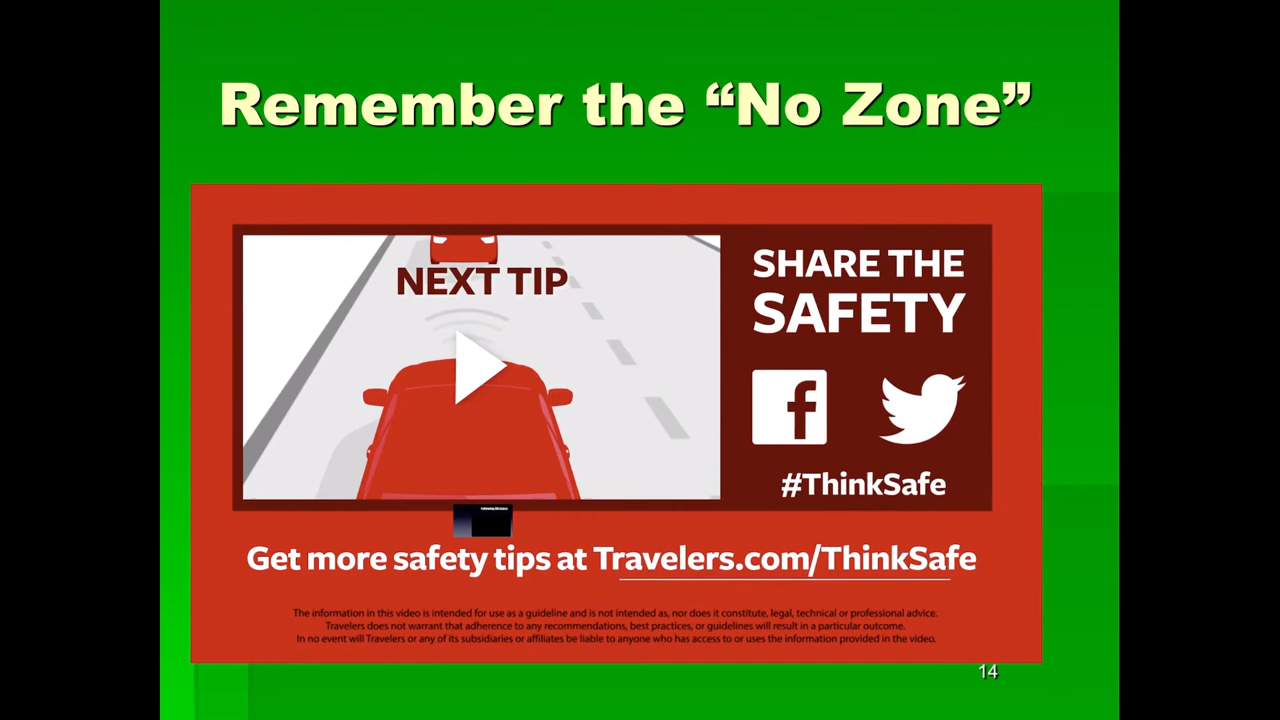 Remember the “No Zone”
NEXT TIP
SHARE THE
SAFETY
#ThinkSafe
Following Distance
Get more safety tips at Travelers.com/ThinkSafe
The information in this video is intended for use as a guideline and is not intended as, nor does it constitute, legal, technical or professional advice.
Travelers does not warrant that adherence to any recommendations, best practices, or guidelines will result in a particular outcome.
In no event will Travelers or any of its subsidiaries or affiliates be liable to anyone who has access to or uses the information provided in the video.
14